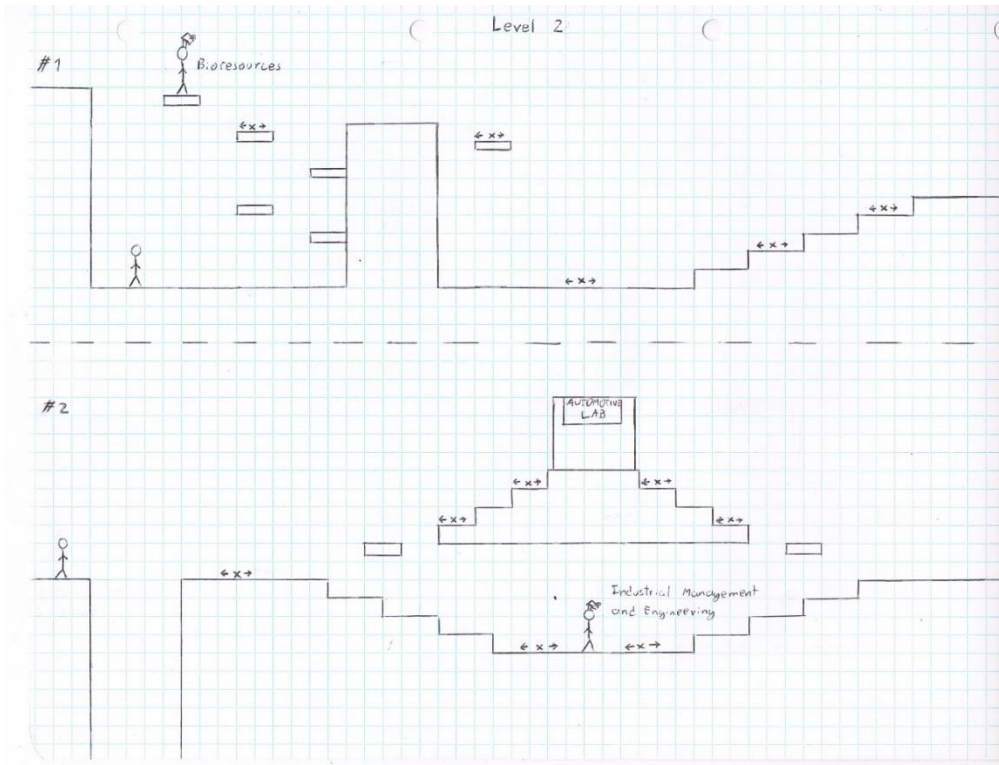 Level 2
#1
Bioresources
← x →
← x →
← x →
← x →
← x →
#2
AUTOMOTIVE
LAB
← x →
← x →
← x →
← x →
← x →
Industrial Management
and Engineering
← x →
← x →